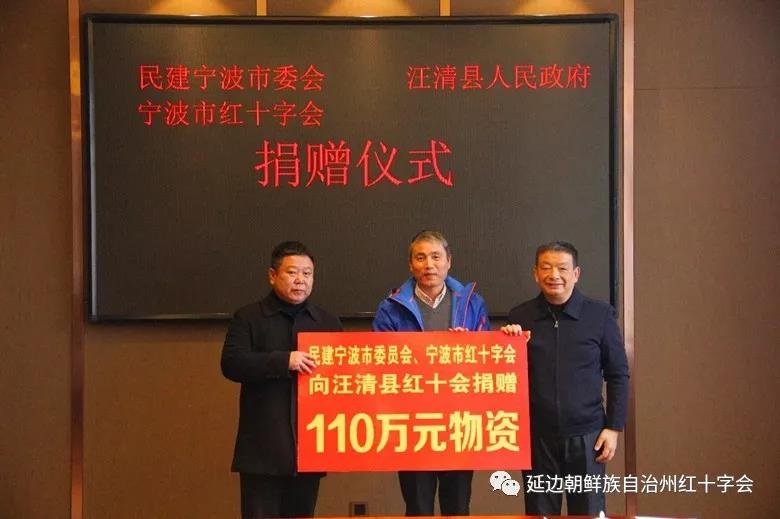 民建宁波市委会 汪清县人民政府
宁波市红十字会
捐赠仪式
民建宁波市委员会、宁波市红十字会
向汪清县红十会捐赠
110万元物资
延边朝鲜族自治州红十字会